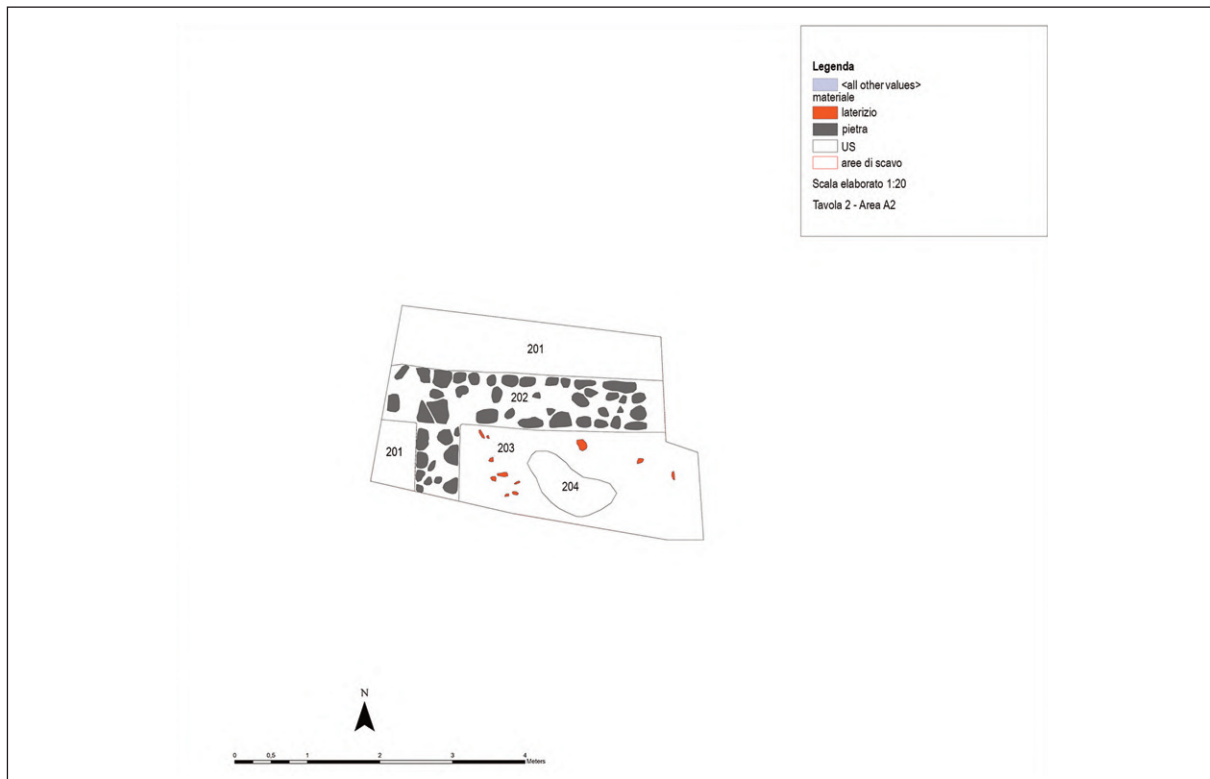 Legenda
<all other values>
materiale
laterizio
pietra
US
aree di scavo
Scala elaborato 1:20
Tavola 2 - Area A2
201
202
201
203
204
N
0 0,5 1 2 3 4
Meters